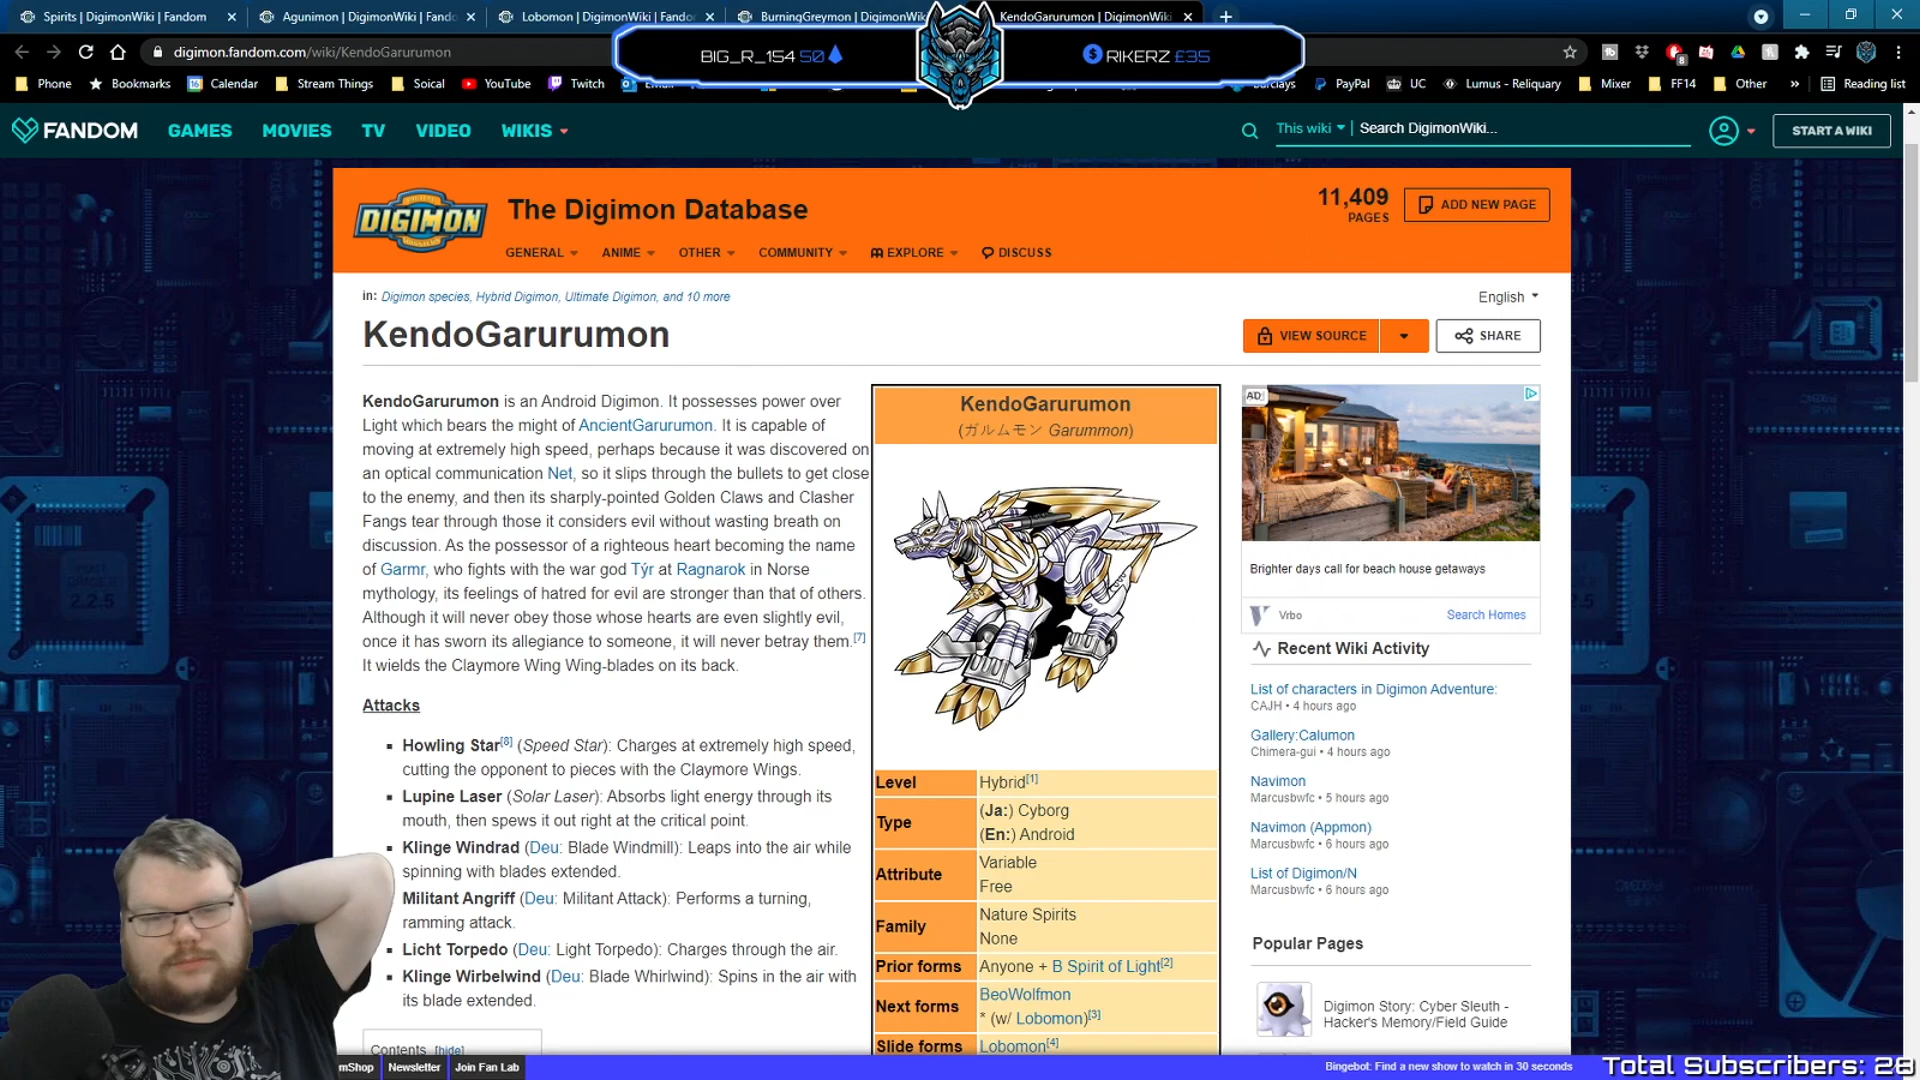 Spirits | DigimonWiki | Fandom
Agunimon | DigimonWiki | Fando
Lobomon | DigimonWiki | Fando
BurningGreymon | DigimonWik
KendoGarurumon | DigimonWiki
digimon.fandom.com/wiki/KendoGarurumon
BIG_R_154 50
RIKERZ £35
Phone
Bookmarks
Calendar
Stream Things
Soical
YouTube
Twitch
PayPal
UC
Lumus - Reliquary
Mixer
FF14
Other
Reading list
FANDOM
GAMES
MOVIES
TV
VIDEO
WIKIS
This wiki
Search DigimonWiki...
START A WIKI
DIGIMON
The Digimon Database
11,409
PAGES
ADD NEW PAGE
GENERAL
ANIME
OTHER
COMMUNITY
EXPLORE
DISCUSS
in: Digimon species, Hybrid Digimon, Ultimate Digimon, and 10 more
English
KendoGarurumon
VIEW SOURCE
SHARE
KendoGarurumon is an Android Digimon. It possesses power over
Light which bears the might of AncientGarurumon. It is capable of
moving at extremely high speed, perhaps because it was discovered on
an optical communication Net, so it slips through the bullets to get close
to the enemy, and then its sharply-pointed Golden Claws and Clasher
Fangs tear through those it considers evil without wasting breath on
discussion. As the possessor of a righteous heart becoming the name
of Garmr, who fights with the war god Týr at Ragnarok in Norse
mythology, its feelings of hatred for evil are stronger than that of others.
Although it will never obey those whose hearts are even slightly evil,
once it has sworn its allegiance to someone, it will never betray them.[7]
It wields the Claymore Wing Wing-blades on its back.
Attacks
Howling Star[8] (Speed Star): Charges at extremely high speed,
cutting the opponent to pieces with the Claymore Wings.
Lupine Laser (Solar Laser): Absorbs light energy through its
mouth, then spews it out right at the critical point.
Klinge Windrad (Deu: Blade Windmill): Leaps into the air while
spinning with blades extended.
Militant Angriff (Deu: Militant Attack): Performs a turning,
ramming attack.
Licht Torpedo (Deu: Light Torpedo): Charges through the air.
Klinge Wirbelwind (Deu: Blade Whirlwind): Spins in the air with
its blade extended.
Contents [hide]
KendoGarurumon
(ガルムモン Garummon)
Level Hybrid[1]
Type (Ja:) Cyborg
(En:) Android
Attribute Variable
Free
Family Nature Spirits
None
Prior forms Anyone + B Spirit of Light[2]
Next forms BeoWolfmon
* (w/ Lobomon)[3]
Slide forms Lobomon[4]
AD
Brighter days call for beach house getaways
Vrbo
Search Homes
Recent Wiki Activity
List of characters in Digimon Adventure:
CAJH • 4 hours ago
Gallery:Calumon
Chimera-gui • 4 hours ago
Navimon
Marcusbwfc • 5 hours ago
Navimon (Appmon)
Marcusbwfc • 6 hours ago
List of Digimon/N
Marcusbwfc • 6 hours ago
Popular Pages
Digimon Story: Cyber Sleuth -
Hacker's Memory/Field Guide
mShop
Newsletter
Join Fan Lab
Bingebot: Find a new show to watch in 30 seconds
Total Subscribers: 28